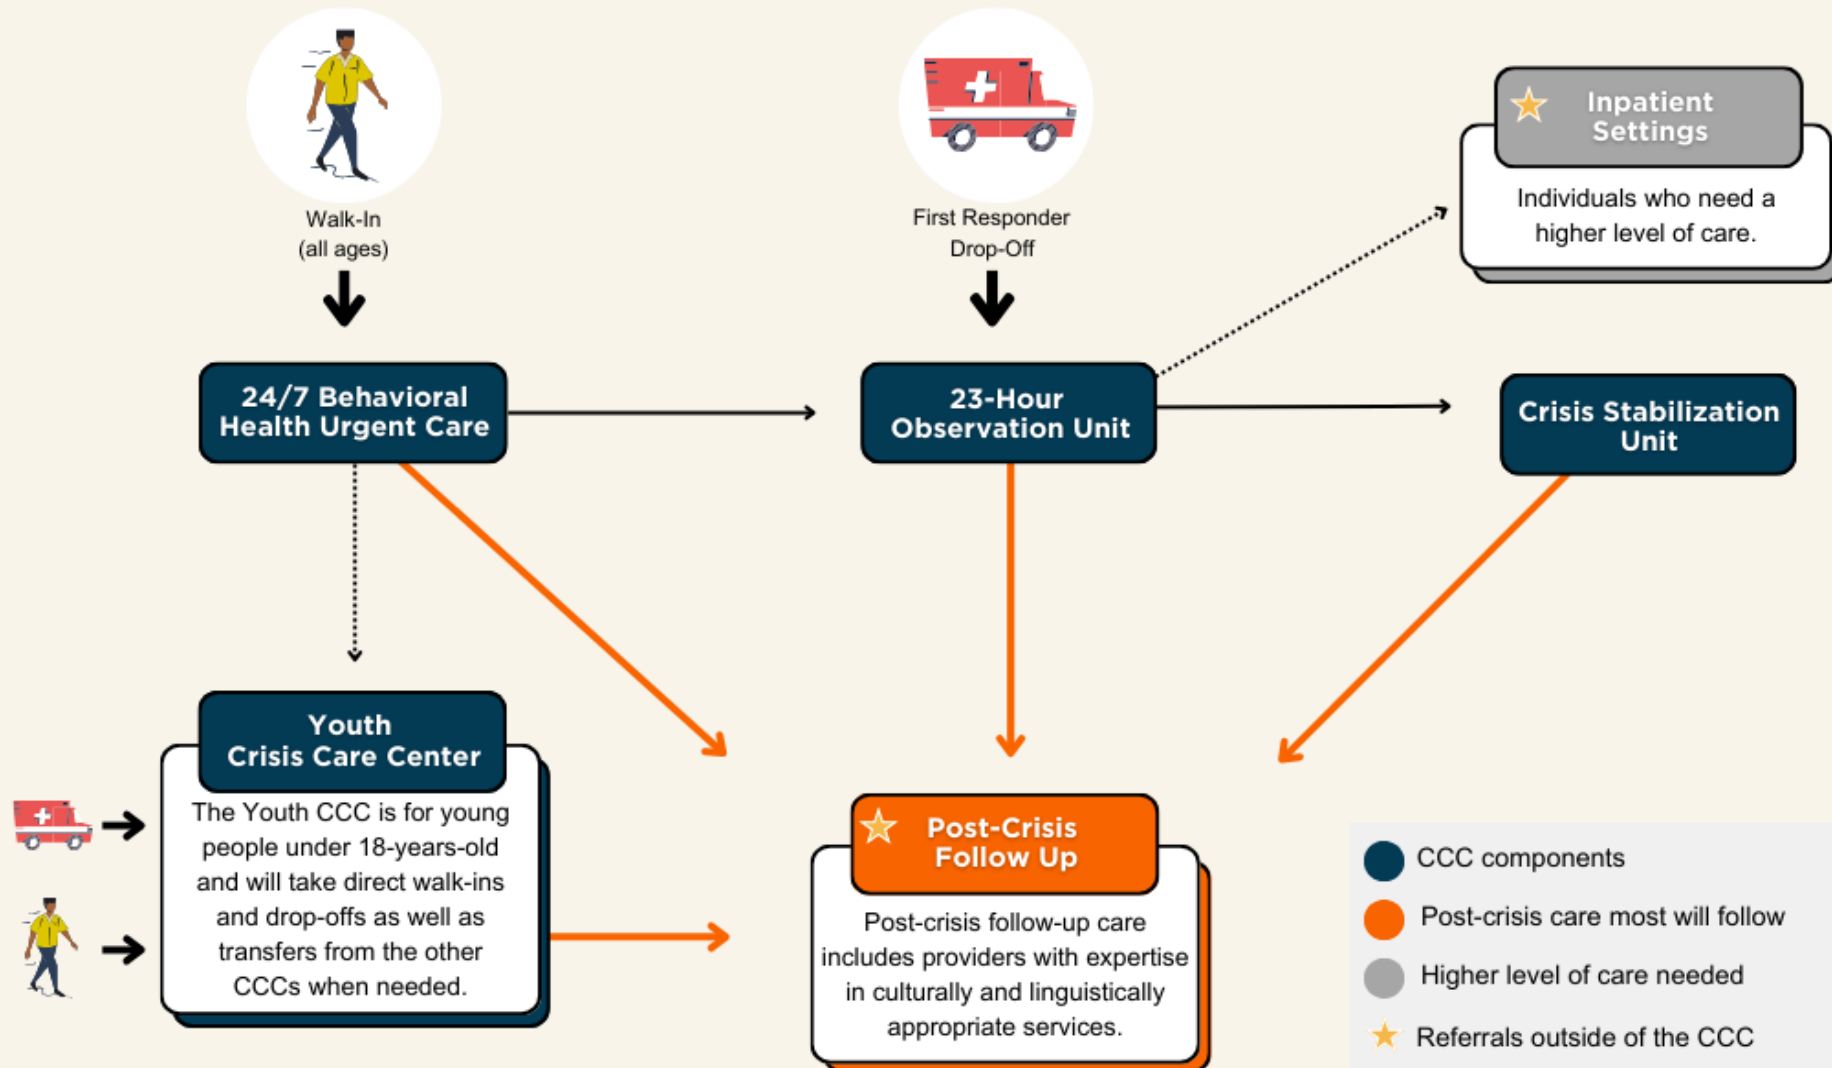 Walk-In
(all ages)
First Responder
Drop-Off
Inpatient
Settings
Individuals who need a
higher level of care.
24/7 Behavioral
Health Urgent Care
23-Hour
Observation Unit
Crisis Stabilization
Unit
Youth
Crisis Care Center
The Youth CCC is for young
people under 18-years-old
and will take direct walk-ins
and drop-offs as well as
transfers from the other
CCCs when needed.
Post-Crisis
Follow Up
Post-crisis follow-up care
includes providers with expertise
in culturally and linguistically
appropriate services.
CCC components
Post-crisis care most will follow
Higher level of care needed
Referrals outside of the CCC